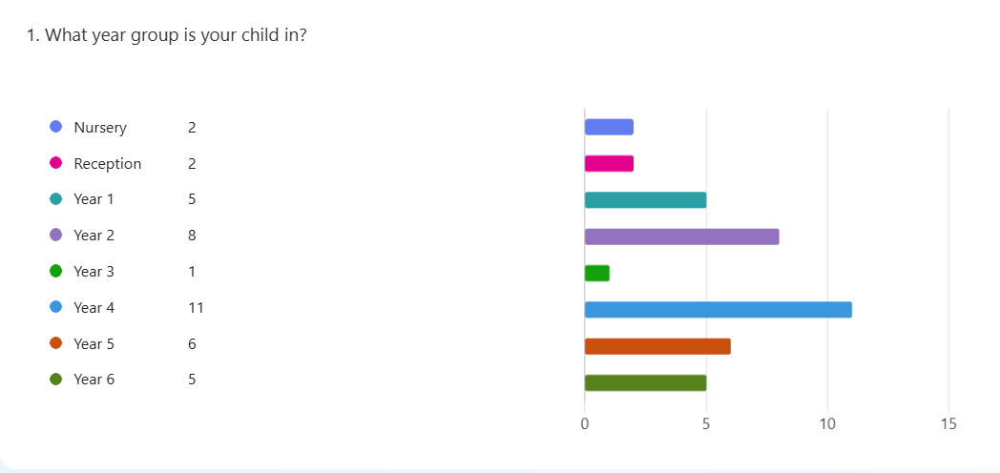 1. What year group is your child in?
Nursery 2
Reception 2
Year 1 5
Year 2 8
Year 3 1
Year 4 11
Year 5 6
Year 6 5
0 5 10 15